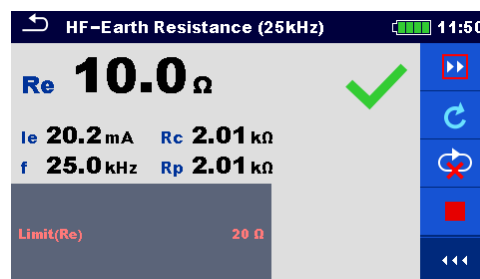 HF-Earth Resistance (25kHz) 11:50
Re 10.0 Ω
Ie 20.2 mA Rc 2.01 kΩ
f 25.0 kHz Rp 2.01 kΩ
Limit(Re) 20 Ω